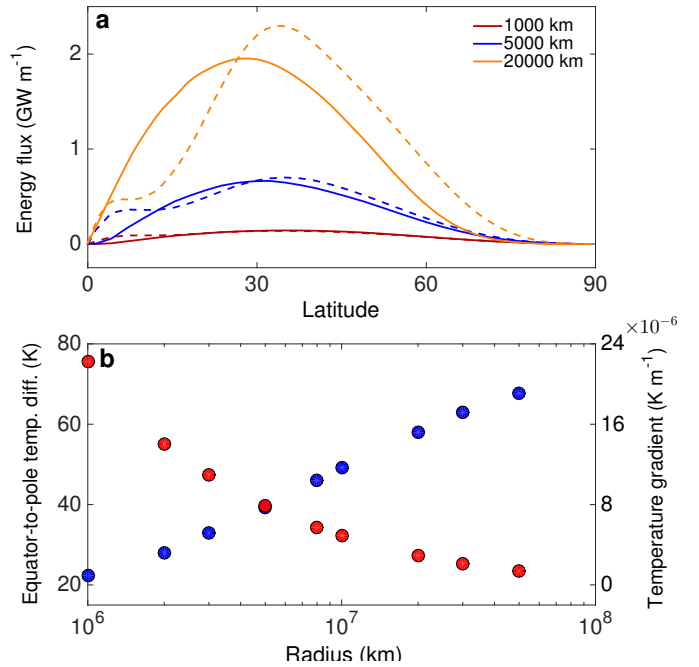 a
1000 km
5000 km
20000 km
Energy flux (GW m⁻¹)
2
1
0
0
30
60
90
Latitude
b
×10⁻⁶
Equator-to-pole temp. diff. (K)
80
60
40
20
24
16
8
0
Temperature gradient (K m⁻¹)
10⁶
10⁷
10⁸
Radius (km)